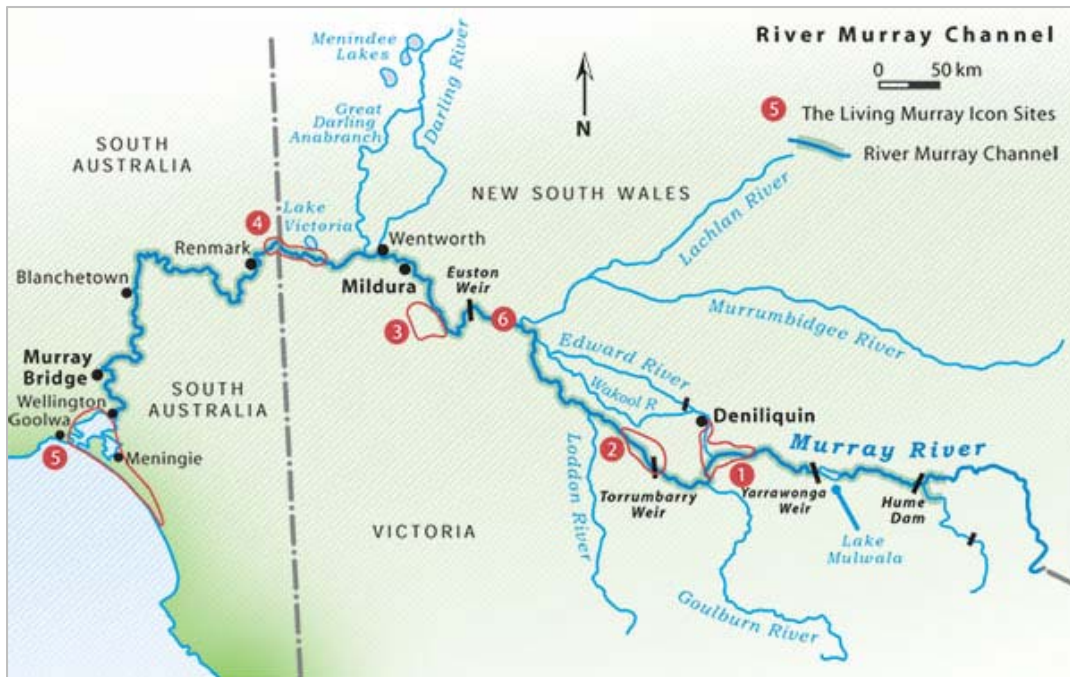 River Murray Channel
0 50 km
5 The Living Murray Icon Sites
River Murray Channel
N
Menindee
Lakes
Darling River
Great
Darling
Anabranch
SOUTH
AUSTRALIA
NEW SOUTH WALES
Lachlan River
4
Lake
Victoria
Renmark
Wentworth
Blanchetown
Mildura
Euston
Weir
3
6
Murrumbidgee River
Edward River
Wakool R
Murray
Bridge
SOUTH
AUSTRALIA
Wellington
Goolwa
5
Meningie
Deniliquin
Murray River
2
1
Loddon River
Torrumbarry
Weir
Yarrawonga
Weir
Hume
Dam
VICTORIA
Lake
Mulwala
Goulburn River